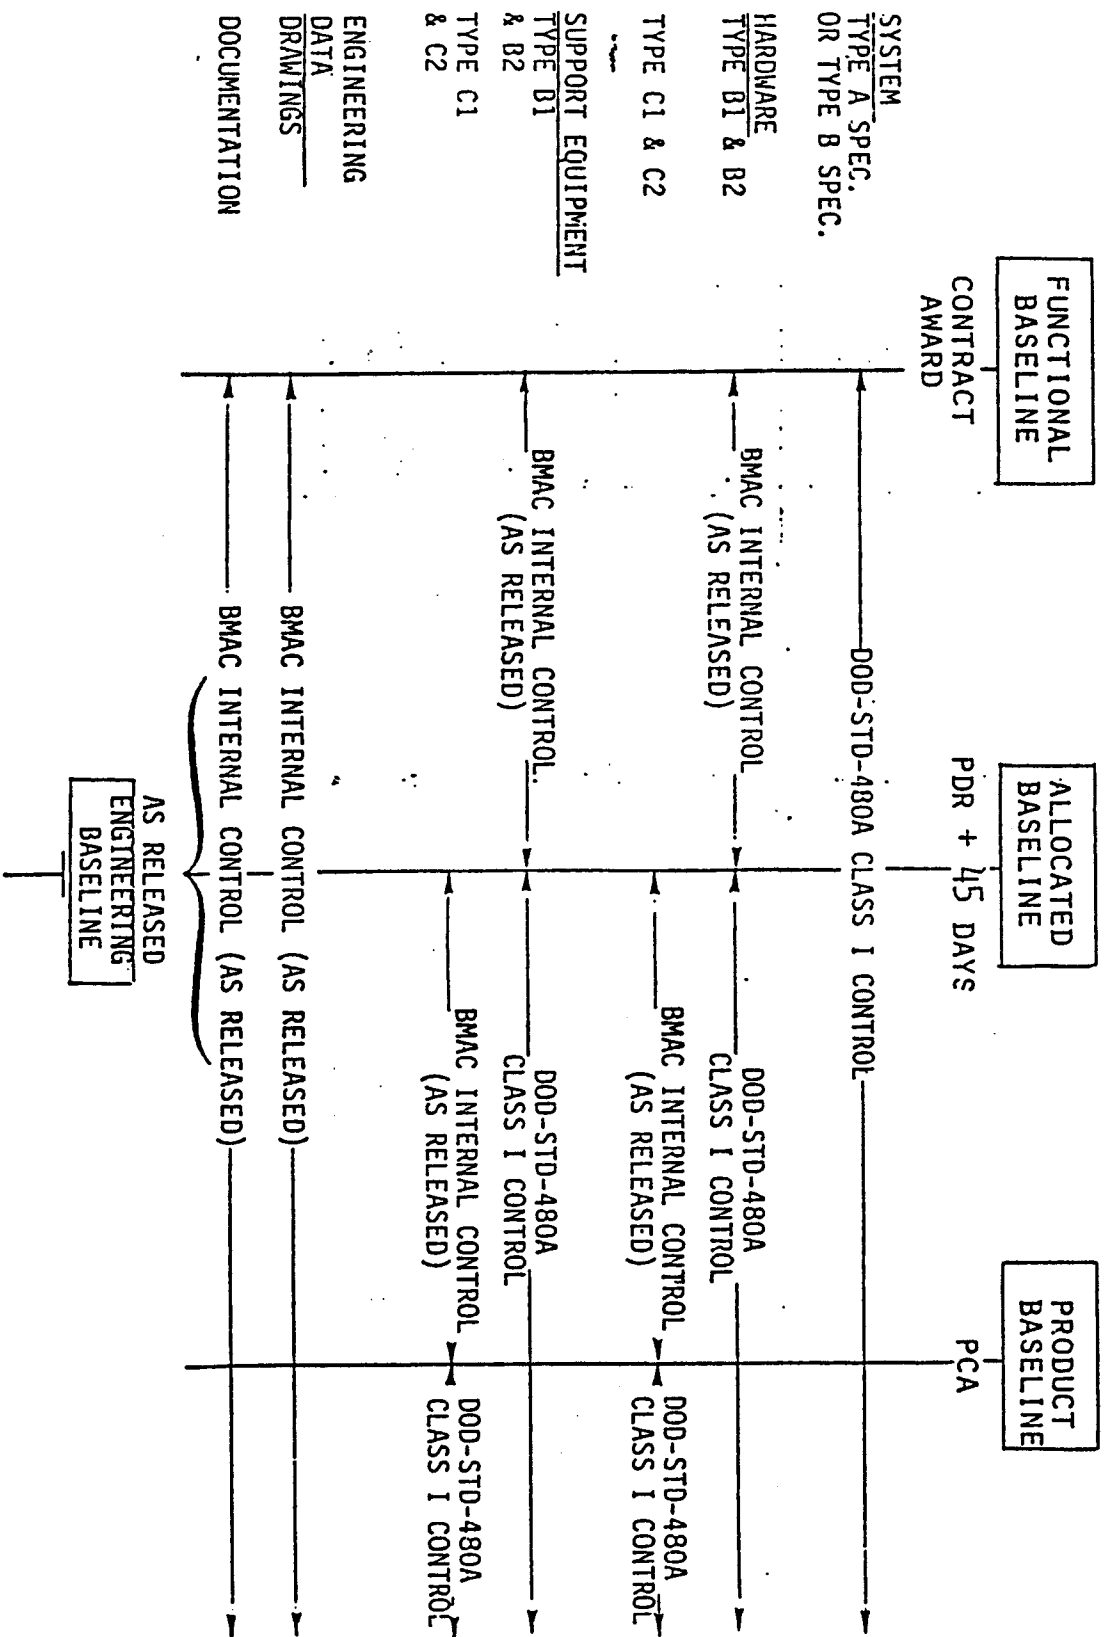 FUNCTIONAL
BASELINE
CONTRACT
AWARD
ALLOCATED
BASELINE
PDR + 45 DAYS
PRODUCT
BASELINE
PCA
SYSTEM
TYPE A SPEC.
OR TYPE B SPEC.
DOD-STD-480A CLASS I CONTROL
HARDWARE
TYPE B1 & B2
BMAC INTERNAL CONTROL
(AS RELEASED)
DOD-STD-480A
CLASS I CONTROL
TYPE C1 & C2
BMAC INTERNAL CONTROL
(AS RELEASED)
DOD-STD-480A
CLASS I CONTROL
SUPPORT EQUIPMENT
TYPE B1
& B2
BMAC INTERNAL CONTROL.
(AS RELEASED)
DOD-STD-480A
CLASS I CONTROL
TYPE C1
& C2
BMAC INTERNAL CONTROL
(AS RELEASED)
DOD-STD-480A
CLASS I CONTROL
ENGINEERING
DATA
DRAWINGS
BMAC INTERNAL CONTROL (AS RELEASED)
DOCUMENTATION
BMAC INTERNAL CONTROL (AS RELEASED)
AS RELEASED
ENGINEERING
BASELINE